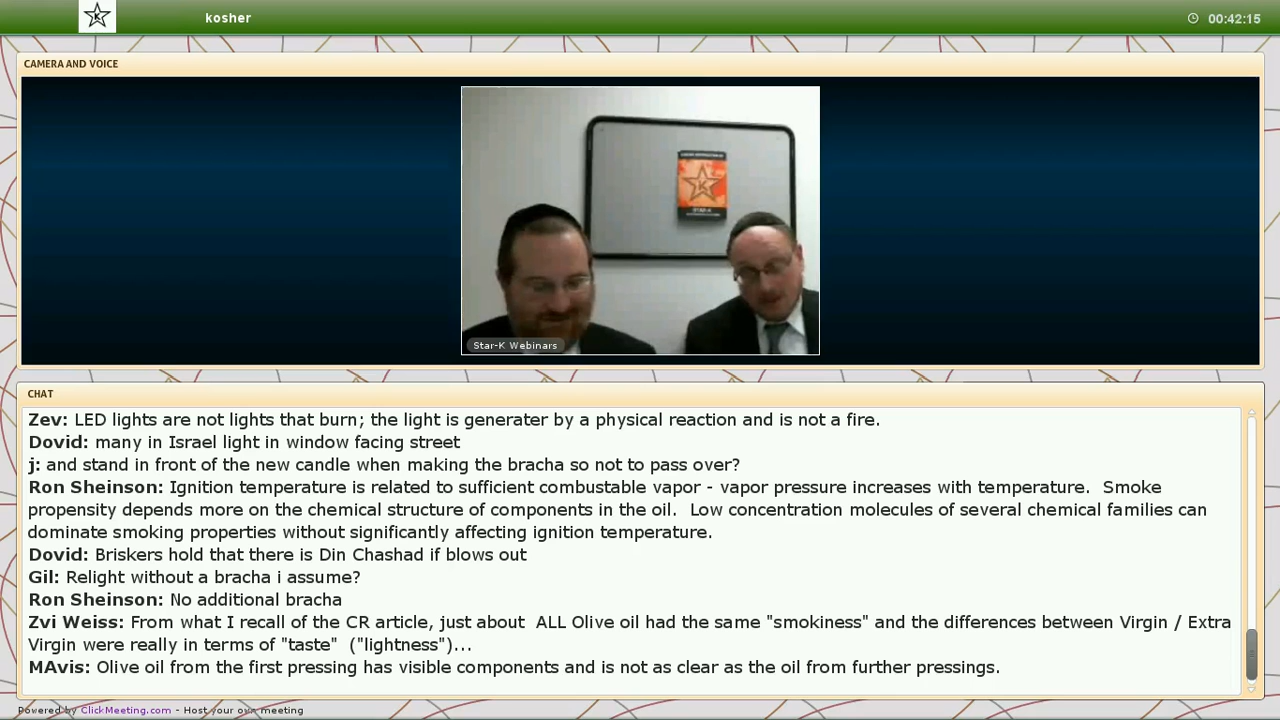 K
kosher
00:42:15
CAMERA AND VOICE
K
STAR-K
Star-K Webinars
CHAT
Zev: LED lights are not lights that burn; the light is generater by a physical reaction and is not a fire.
Dovid: many in Israel light in window facing street
j: and stand in front of the new candle when making the bracha so not to pass over?
Ron Sheinson: Ignition temperature is related to sufficient combustable vapor - vapor pressure increases with temperature.  Smoke
propensity depends more on the chemical structure of components in the oil.  Low concentration molecules of several chemical families can
dominate smoking properties without significantly affecting ignition temperature.
Dovid: Briskers hold that there is Din Chashad if blows out
Gil: Relight without a bracha i assume?
Ron Sheinson: No additional bracha
Zvi Weiss: From what I recall of the CR article, just about  ALL Olive oil had the same "smokiness" and the differences between Virgin / Extra
Virgin were really in terms of "taste"  ("lightness")...
MAvis: Olive oil from the first pressing has visible components and is not as clear as the oil from further pressings.
Powered by ClickMeeting.com - Host your own meeting